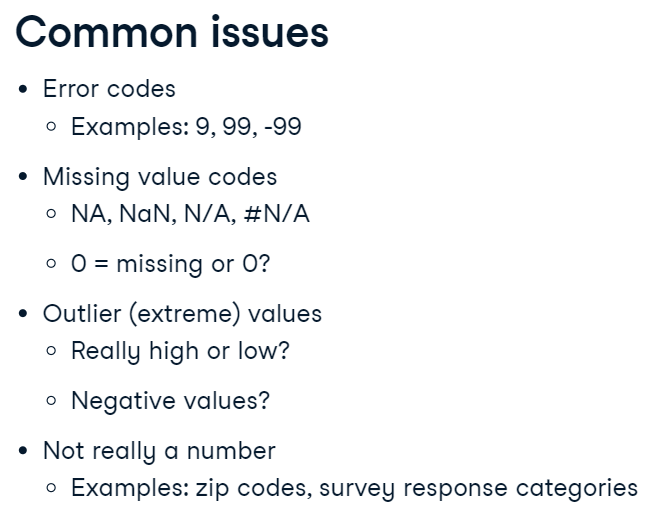 Common issues
• Error codes
◦ Examples: 9, 99, -99
• Missing value codes
◦ NA, NaN, N/A, #N/A
◦ 0 = missing or 0?
• Outlier (extreme) values
◦ Really high or low?
◦ Negative values?
• Not really a number
◦ Examples: zip codes, survey response categories